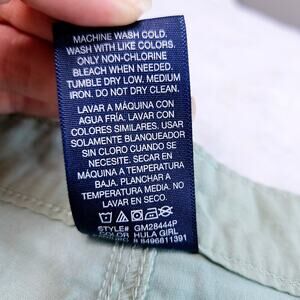 MACHINE WASH COLD.
WASH WITH LIKE COLORS.
ONLY NON-CHLORINE
BLEACH WHEN NEEDED.
TUMBLE DRY LOW. MEDIUM
IRON. DO NOT DRY CLEAN.
LAVAR A MÁQUINA CON
AGUA FRÍA. LAVAR CON
COLORES SIMILARES. USAR
SOLAMENTE BLANQUEADOR
SIN CLORO CUANDO SE
NECESITE. SECAR EN
MÁQUINA A TEMPERATURA
BAJA. PLANCHAR A
TEMPERATURA MEDIA. NO
LAVAR EN SECO.
STYLE# GM28444P
COLOR HULA GIRL